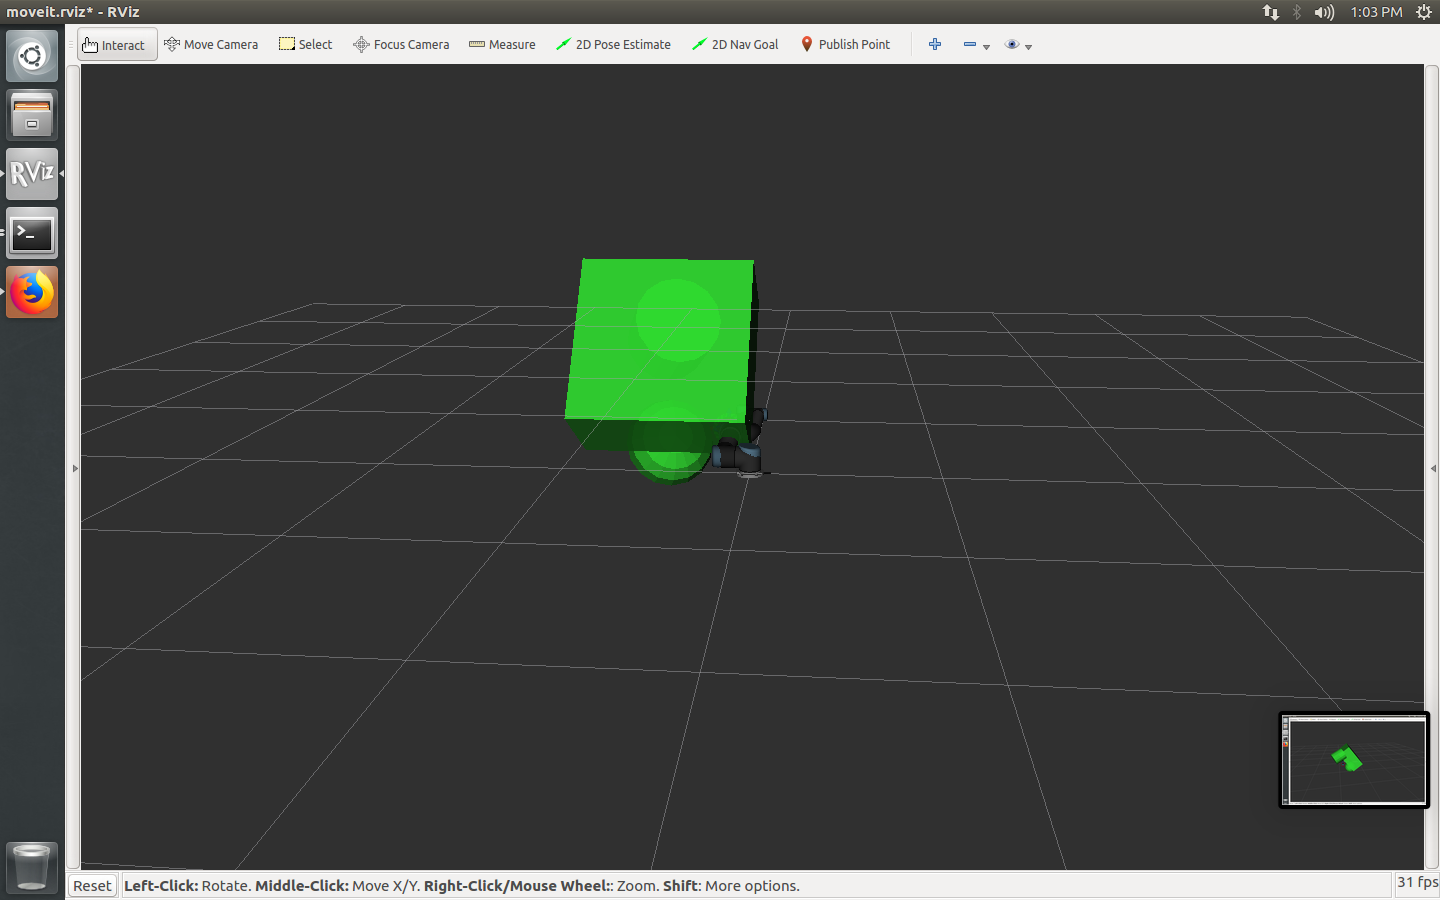 moveit.rviz* - RViz
1:03 PM
Interact Move Camera Select Focus Camera Measure 2D Pose Estimate 2D Nav Goal Publish Point
RViz
>_
Reset Left-Click: Rotate. Middle-Click: Move X/Y. Right-Click/Mouse Wheel:: Zoom. Shift: More options. 31 fps